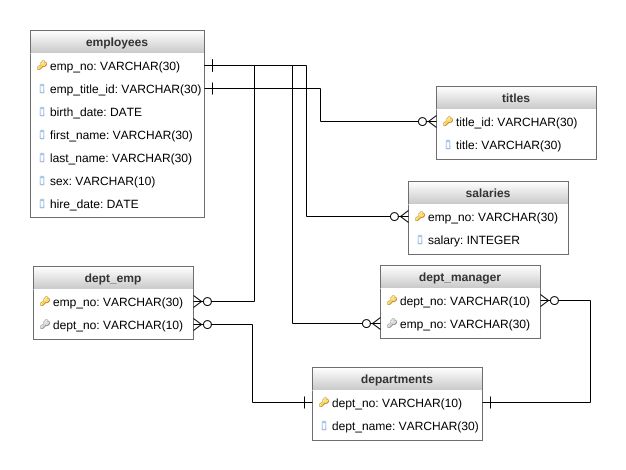 employees
emp_no: VARCHAR(30)
emp_title_id: VARCHAR(30)
birth_date: DATE
first_name: VARCHAR(30)
last_name: VARCHAR(30)
sex: VARCHAR(10)
hire_date: DATE
titles
title_id: VARCHAR(30)
title: VARCHAR(30)
salaries
emp_no: VARCHAR(30)
salary: INTEGER
dept_emp
emp_no: VARCHAR(30)
dept_no: VARCHAR(10)
dept_manager
dept_no: VARCHAR(10)
emp_no: VARCHAR(30)
departments
dept_no: VARCHAR(10)
dept_name: VARCHAR(30)